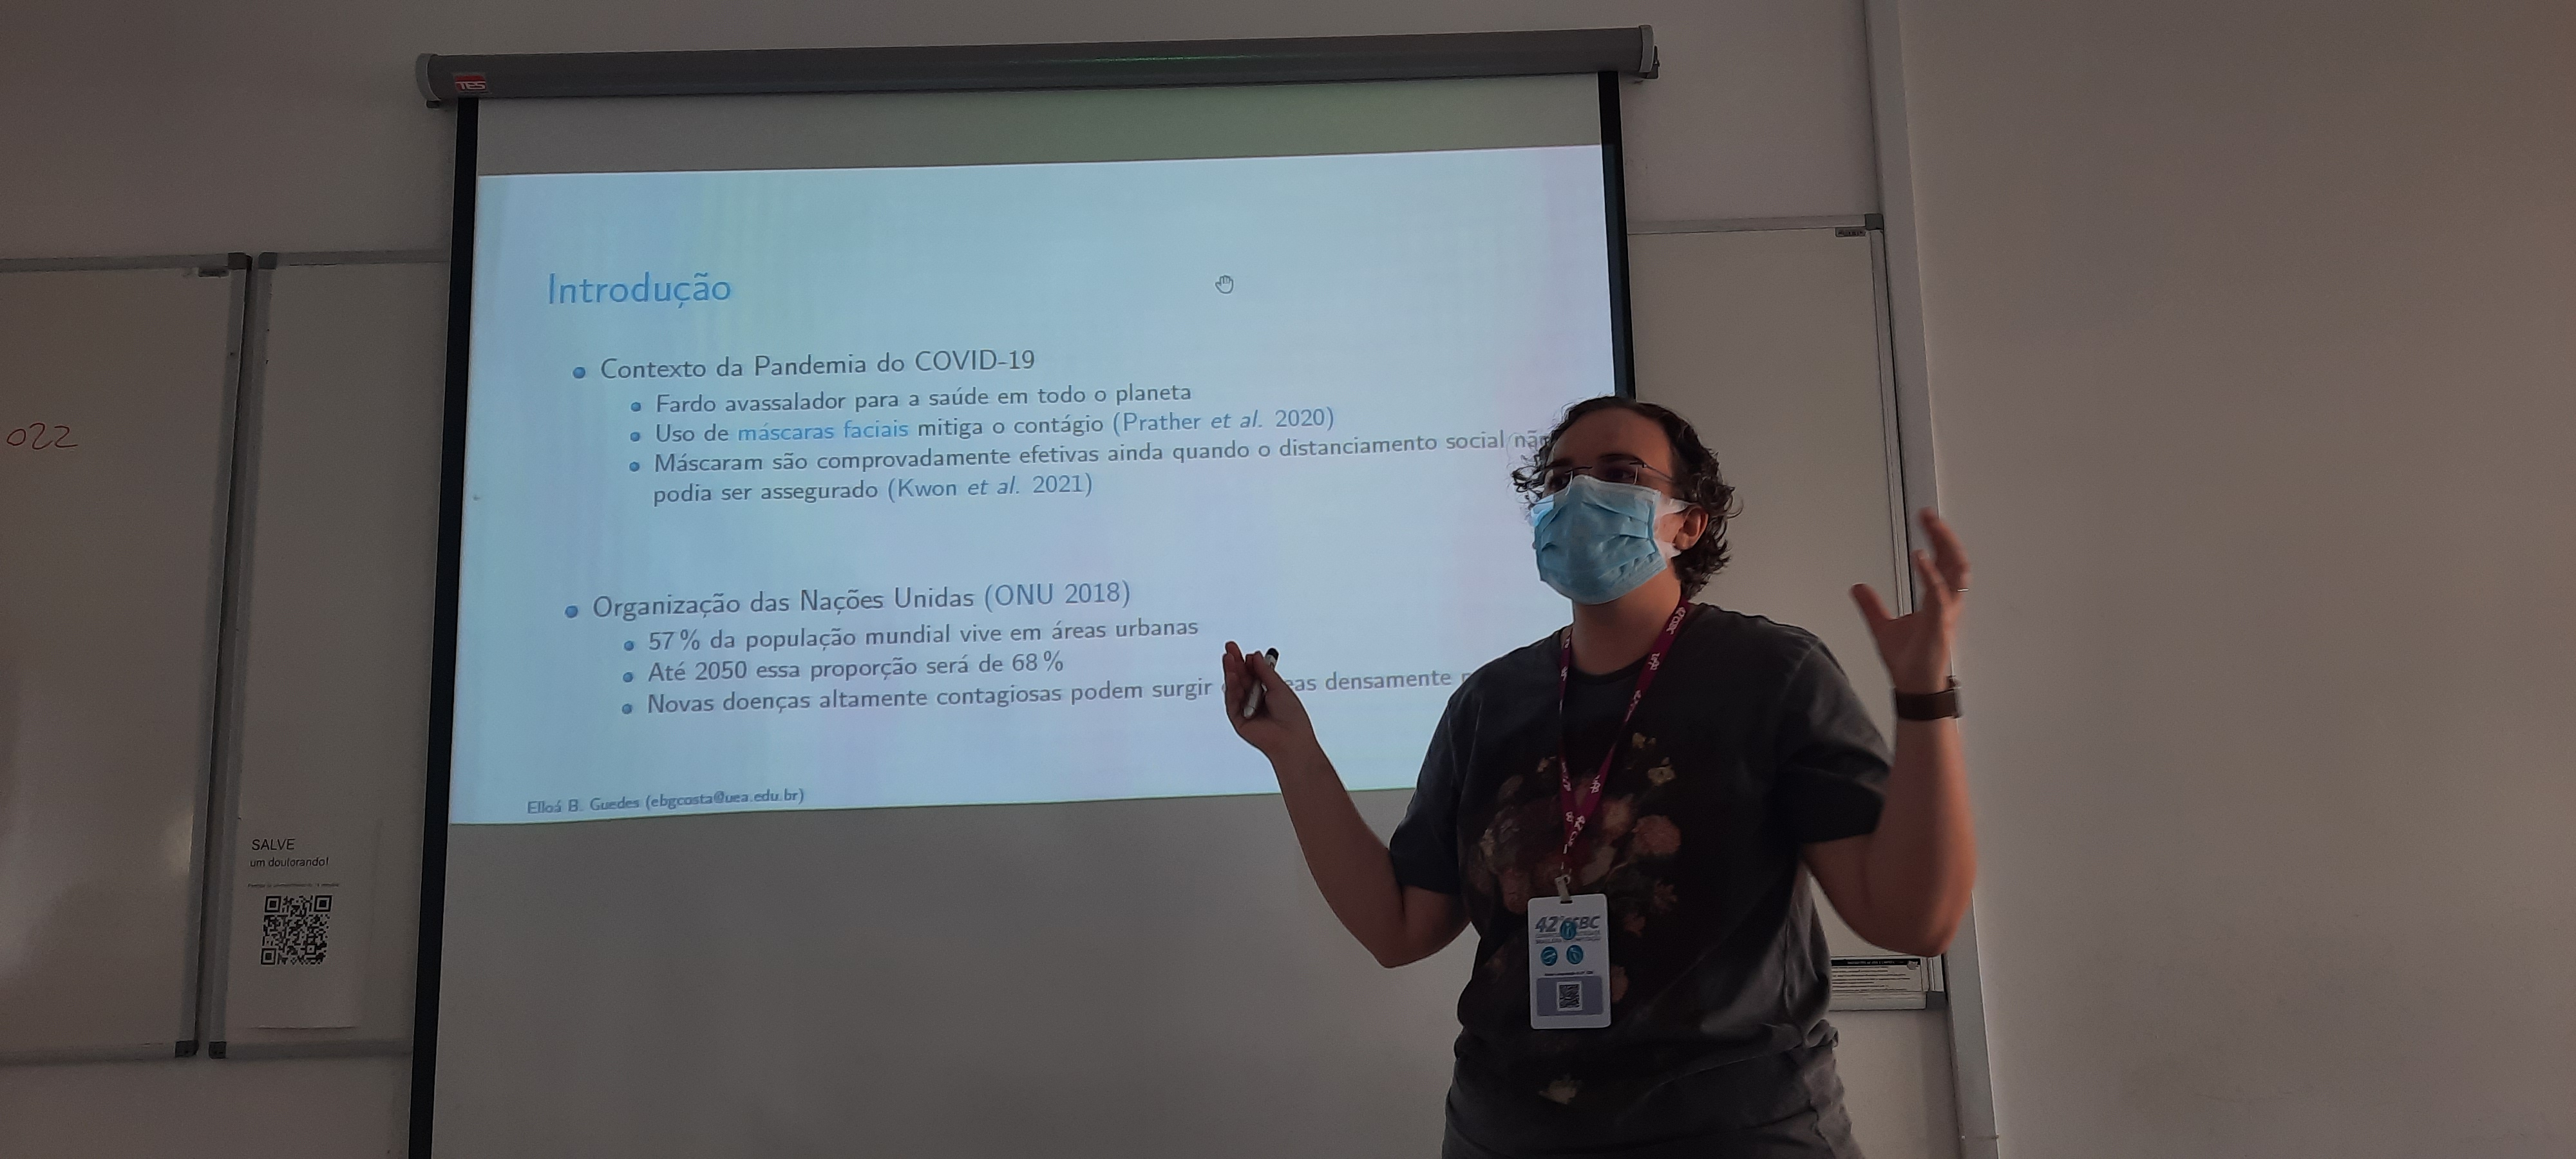 TES
Introdução
Contexto da Pandemia do COVID-19
Fardo avassalador para a saúde em todo o planeta
Uso de máscaras faciais mitiga o contágio (Prather et al. 2020)
Máscaram são comprovadamente efetivas ainda quando o distanciamento social não
podia ser assegurado (Kwon et al. 2021)
Organização das Nações Unidas (ONU 2018)
57 % da população mundial vive em áreas urbanas
Até 2050 essa proporção será de 68 %
Novas doenças altamente contagiosas podem surgir densamente
Elloá B. Guedes (ebgcosta@uea.edu.br)
022
SALVE
um doutorando!
42º CSBC